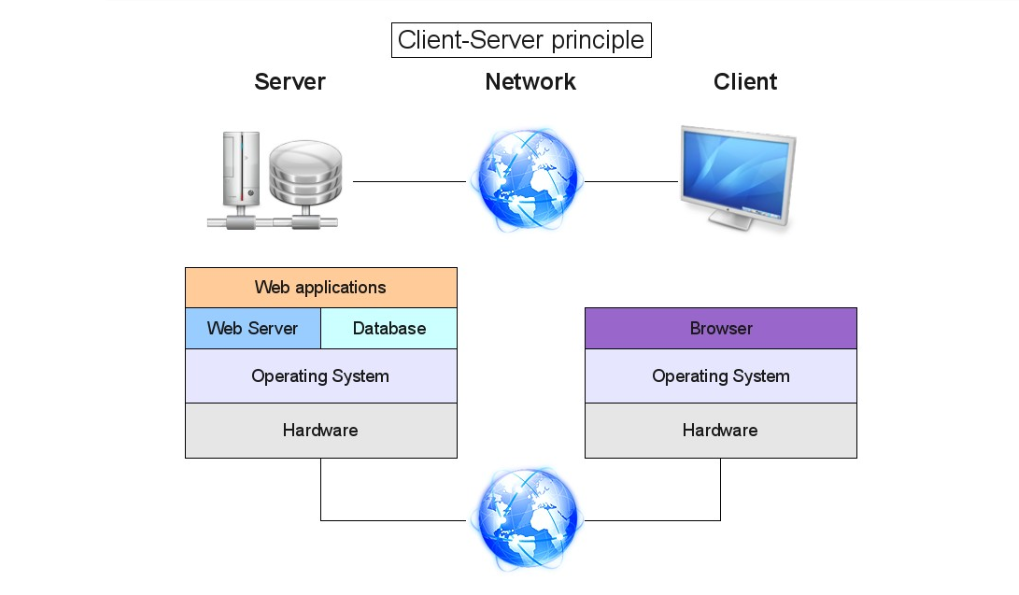 Client-Server principle
Server
Network
Client
Web applications
Web Server
Database
Browser
Operating System
Operating System
Hardware
Hardware